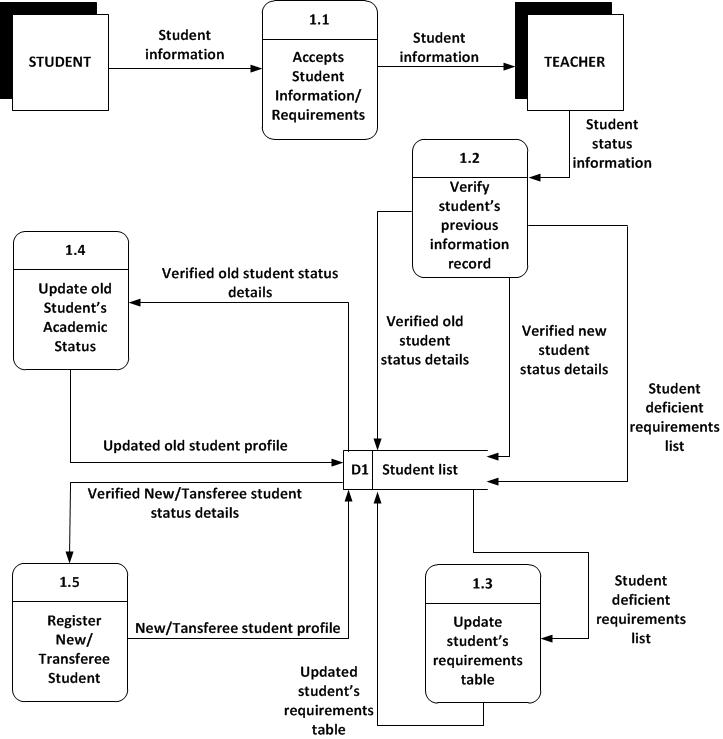 STUDENT
Student
information
1.1
Accepts
Student
Information/
Requirements
Student
information
TEACHER
Student
status
information
1.2
Verify
student's
previous
information
record
1.4
Update old
Student's
Academic
Status
Verified old student status
details
Verified old
student
status details
Verified new
student
status details
Student
deficient
requirements
list
Updated old student profile
D1
Student list
Verified New/Tansferee student
status details
1.5
Register
New/
Transferee
Student
New/Tansferee student profile
1.3
Update
student's
requirements
table
Student
deficient
requirements
list
Updated
student's
requirements
table